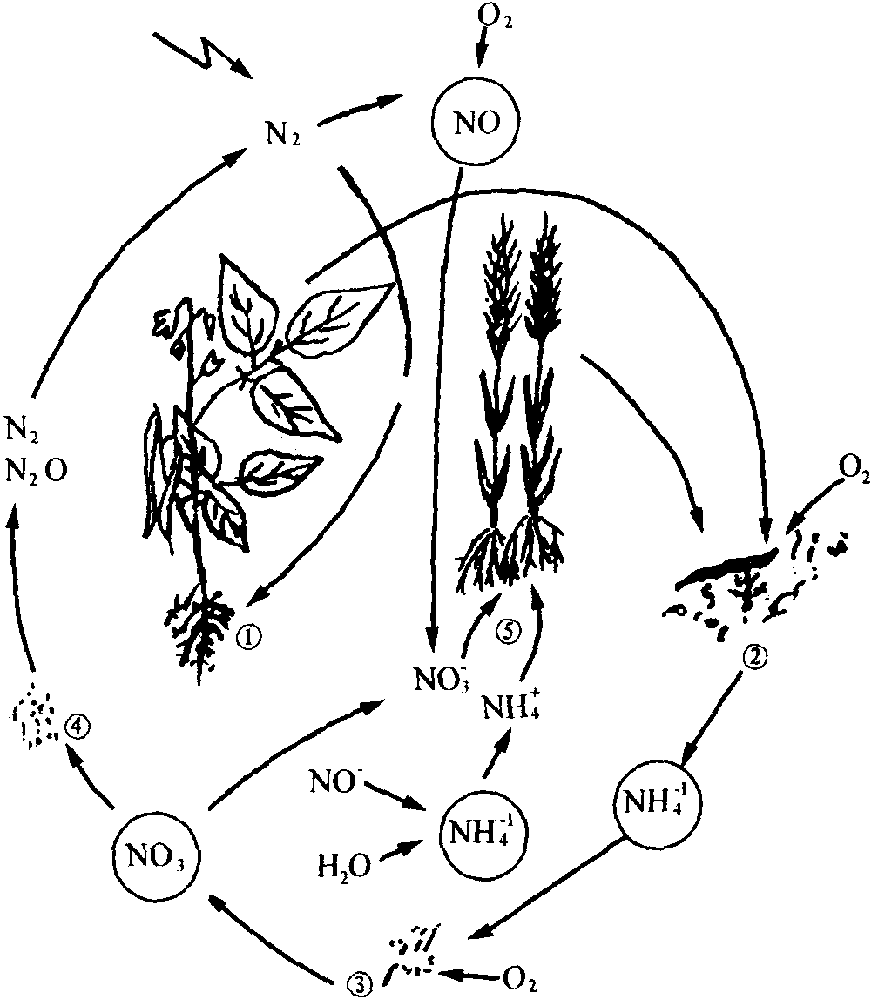 O₂
NO
N₂
N₂
N₂O
O₂
①
⑤
NO₃⁻
②
NH₄⁺
④
NO⁻
NH₄⁻¹
NH₄⁻¹
NO₃
H₂O
③
O₂